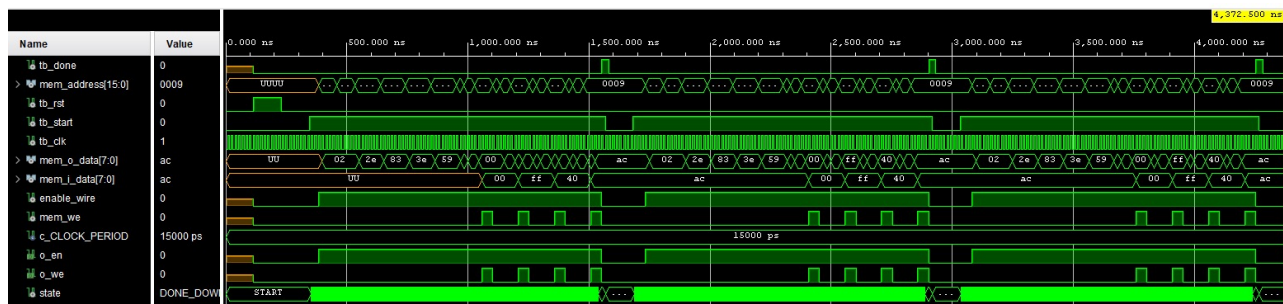 4,372.500 ns
Name Value 0.000 ns 500.000 ns 1,000.000 ns 1,500.000 ns 2,000.000 ns 2,500.000 ns 3,000.000 ns 3,500.000 ns 4,000.000 ns
tb_done 0
mem_address[15:0] 0009 UUUU ... ... ... ... ... ... 0009 ... ... ... ... ... ... 0009 ... ... ... ... ... ... 0009
tb_rst 0
tb_start 0
tb_clk 1
mem_o_data[7:0] ac UU 02 2e 83 3e 59 00 ac 02 2e 83 3e 59 00 ff 40 ac 02 2e 83 3e 59 00 ff 40 ac
mem_i_data[7:0] ac UU 00 ff 40 ac 00 ff 40 ac 00 ff 40 ac
enable_wire 0
mem_we 0
c_CLOCK_PERIOD 15000 ps 15000 ps
o_en 0
o_we 0
state DONE_DOW START ... ... ...